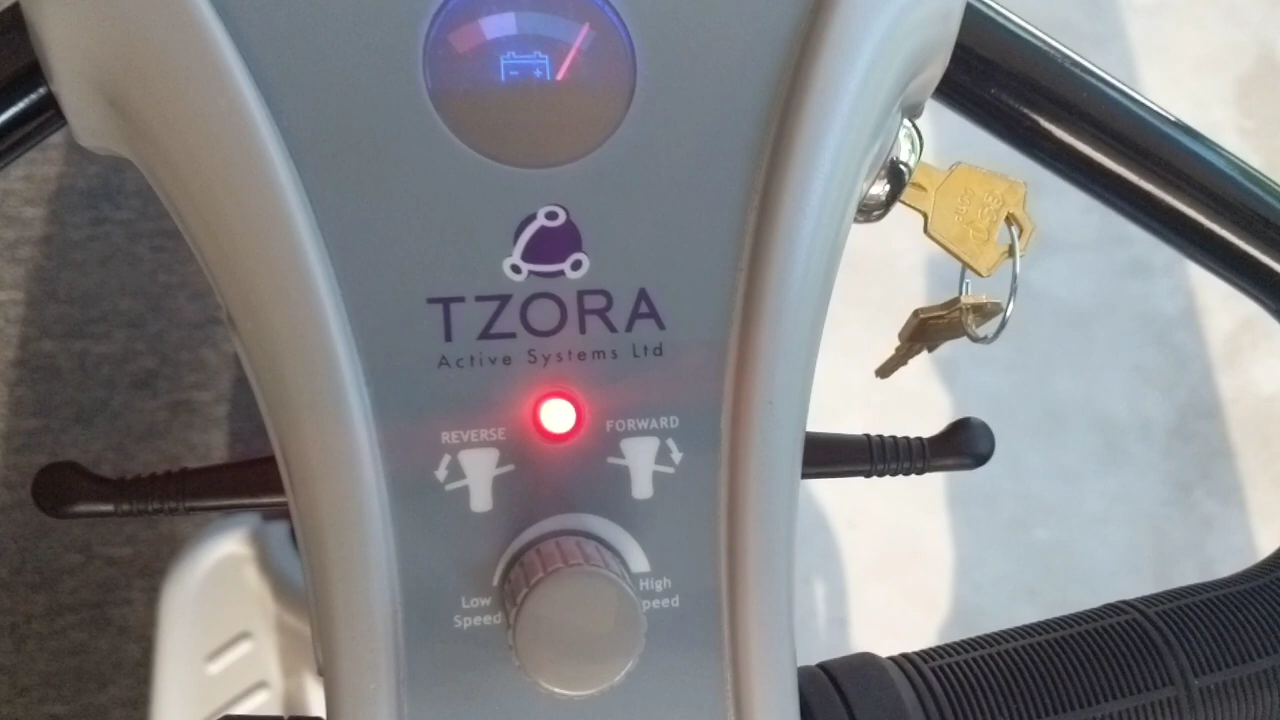 TZORA
Active Systems Ltd
REVERSE
FORWARD
Low
Speed
High
Speed